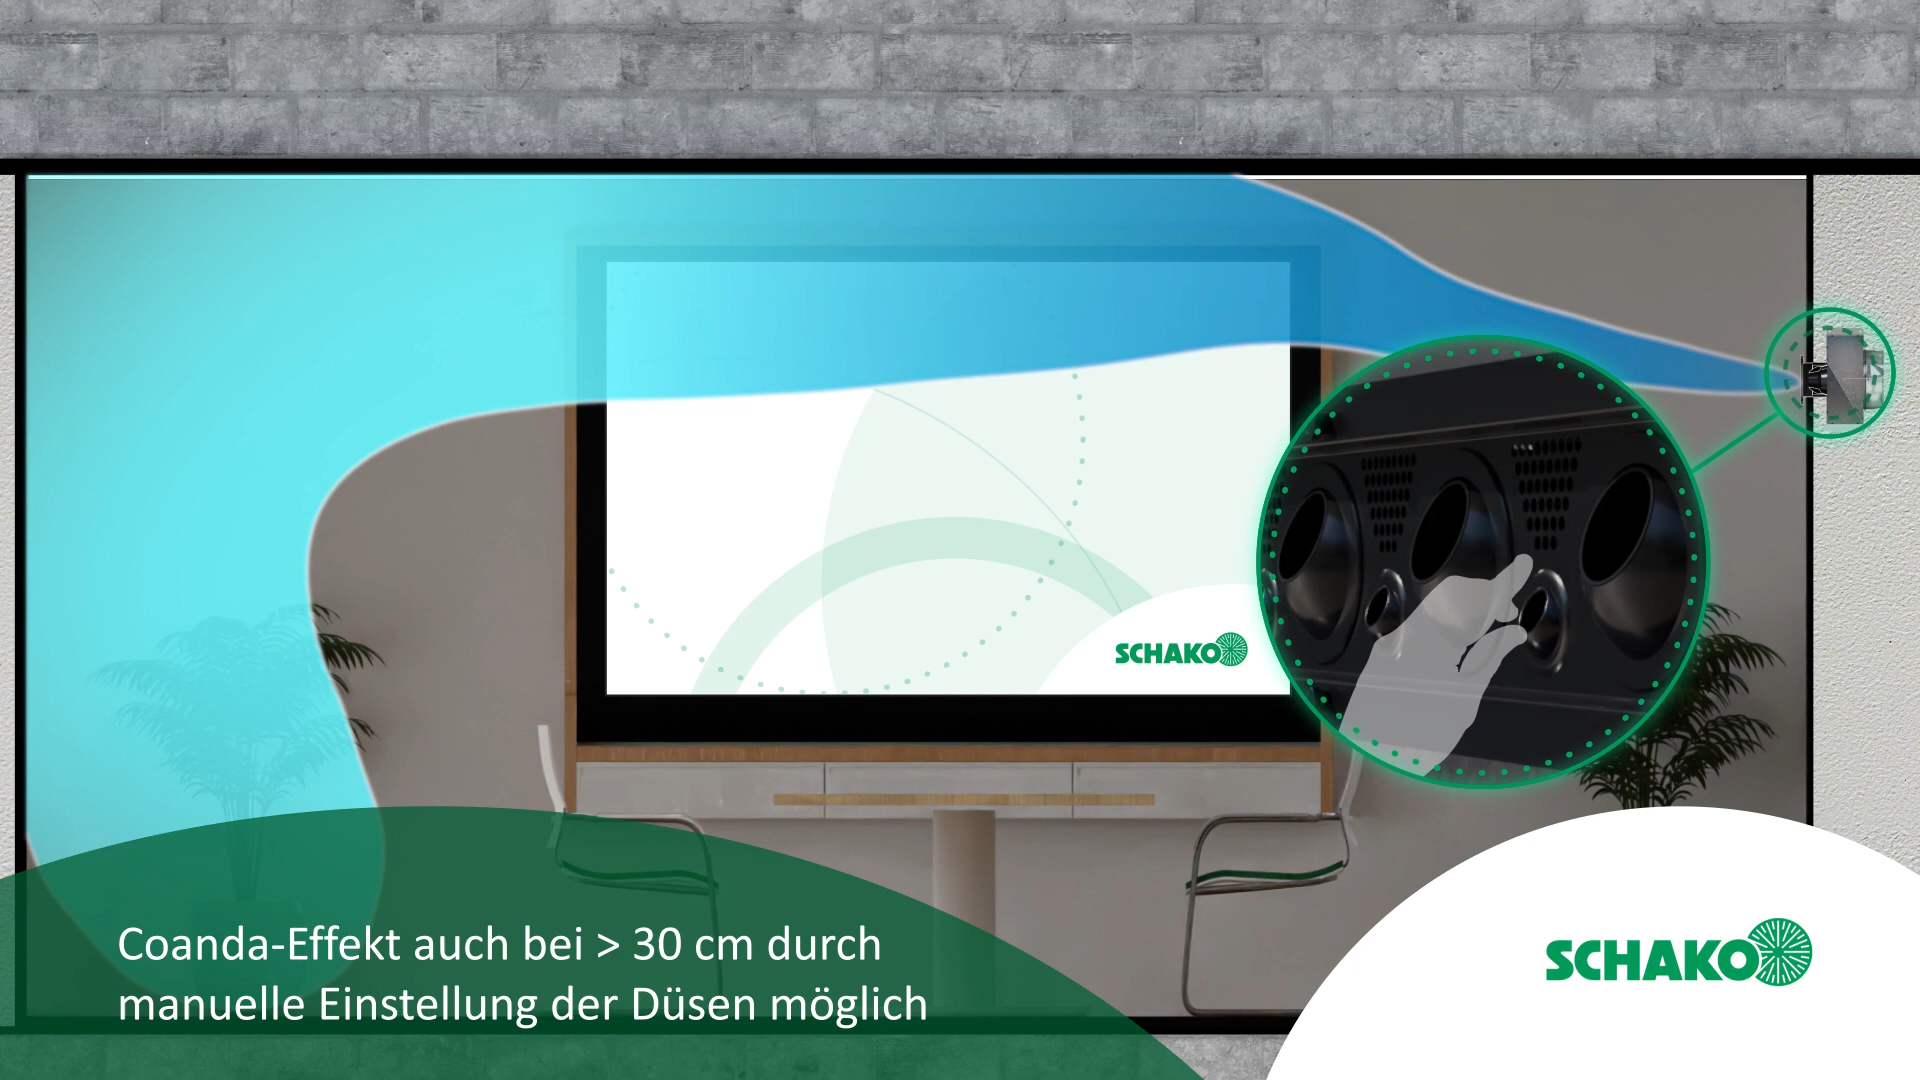 SCHAKO
Coanda-Effekt auch bei > 30 cm durch
manuelle Einstellung der Düsen möglich
SCHAKO